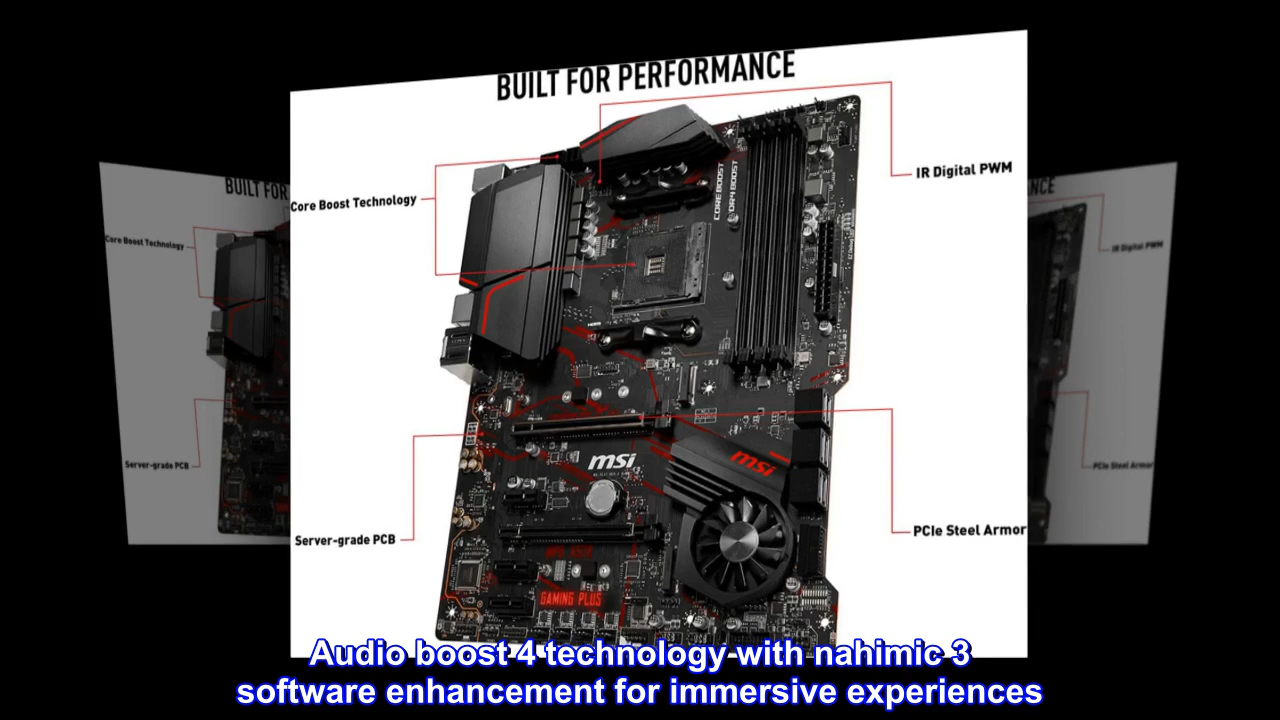 BUILT FOR PERFORMANCE
IR Digital PWM
Core Boost Technology
CORE BOOST
DDR4 BOOST
msi
msi
PCIe Steel Armor
Server-grade PCB
GAMING PLUS
BUILT FOR
Core Boost Technology
Server-grade PCB
IR Digital PWM
PCIe Steel Armor
Audio boost 4 technology with nahimic 3
software enhancement for immersive experiences